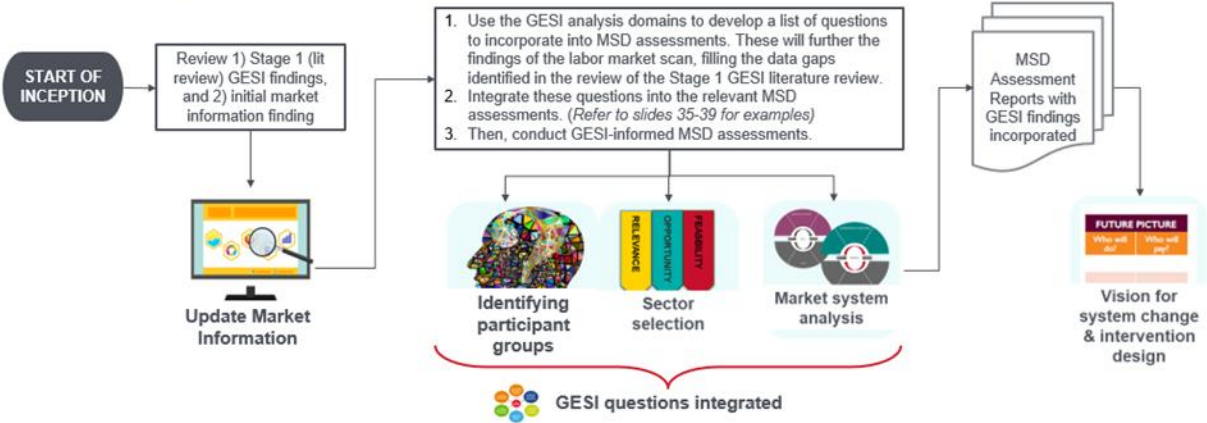 START OF
INCEPTION
Review 1) Stage 1 (lit
review) GESI findings,
and 2) initial market
information finding
Update Market
Information
1. Use the GESI analysis domains to develop a list of questions
to incorporate into MSD assessments. These will further the
findings of the labor market scan, filling the data gaps
identified in the review of the Stage 1 GESI literature review.
2. Integrate these questions into the relevant MSD
assessments. (Refer to slides 35-39 for examples)
3. Then, conduct GESI-informed MSD assessments.
Identifying
participant
groups
RELEVANCE
OPPORTUNITY
FEASBILITY
Sector
selection
Market system
analysis
GESI questions integrated
MSD
Assessment
Reports with
GESI findings
incorporated
FUTURE PICTURE
Who will
do?
Who will
pay?
Vision for
system change
& intervention
design